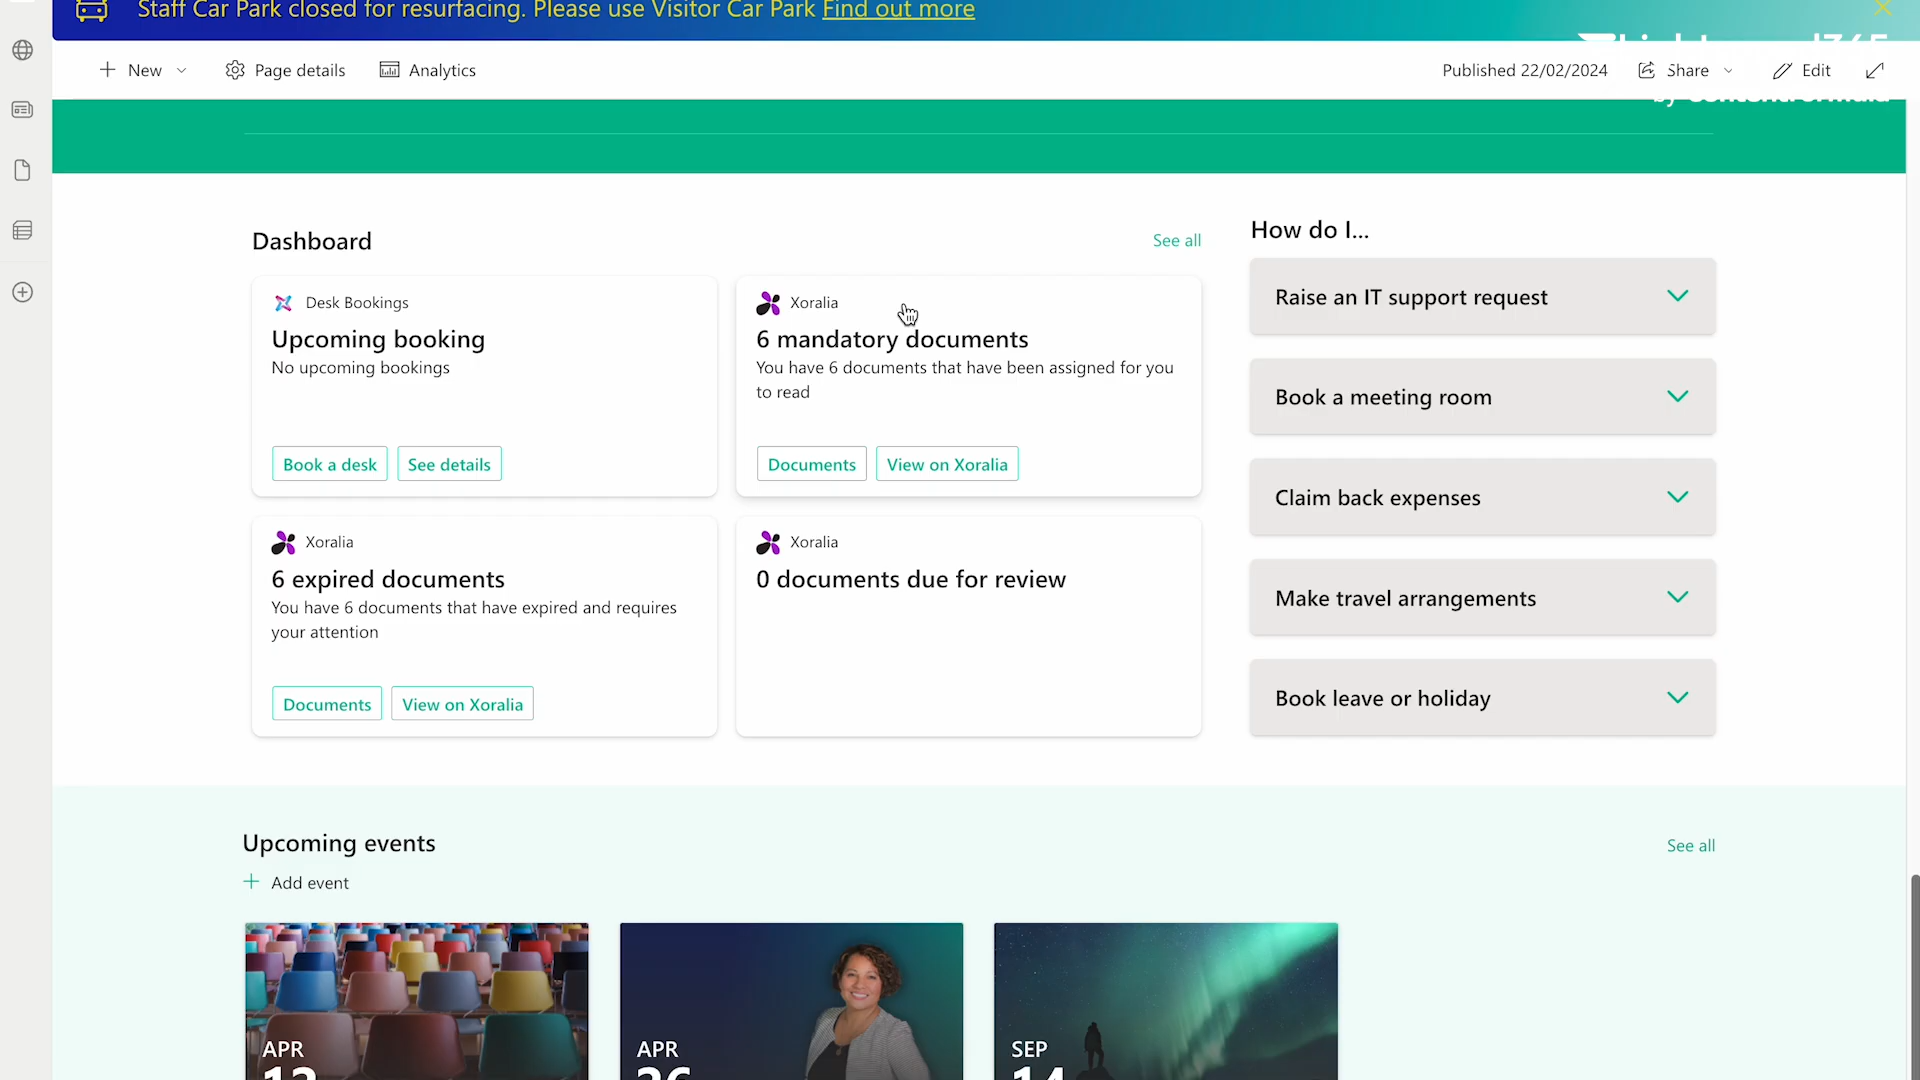 Staff Car Park closed for resurfacing. Please use Visitor Car Park Find out more
New
Page details
Analytics
Published 22/02/2024
Share
Edit
Dashboard
See all
Desk Bookings
Upcoming booking
No upcoming bookings
Book a desk
See details
Xoralia
6 mandatory documents
You have 6 documents that have been assigned for you
to read
Documents
View on Xoralia
Xoralia
6 expired documents
You have 6 documents that have expired and requires
your attention
Documents
View on Xoralia
Xoralia
0 documents due for review
How do I...
Raise an IT support request
Book a meeting room
Claim back expenses
Make travel arrangements
Book leave or holiday
Upcoming events
See all
Add event
APR
APR
26
SEP
14